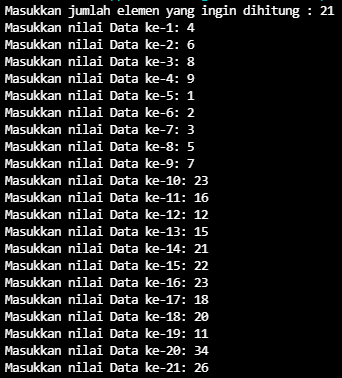 Masukkan jumlah elemen yang ingin dihitung : 21
Masukkan nilai Data ke-1: 4
Masukkan nilai Data ke-2: 6
Masukkan nilai Data ke-3: 8
Masukkan nilai Data ke-4: 9
Masukkan nilai Data ke-5: 1
Masukkan nilai Data ke-6: 2
Masukkan nilai Data ke-7: 3
Masukkan nilai Data ke-8: 5
Masukkan nilai Data ke-9: 7
Masukkan nilai Data ke-10: 23
Masukkan nilai Data ke-11: 16
Masukkan nilai Data ke-12: 12
Masukkan nilai Data ke-13: 15
Masukkan nilai Data ke-14: 21
Masukkan nilai Data ke-15: 22
Masukkan nilai Data ke-16: 23
Masukkan nilai Data ke-17: 18
Masukkan nilai Data ke-18: 20
Masukkan nilai Data ke-19: 11
Masukkan nilai Data ke-20: 34
Masukkan nilai Data ke-21: 26